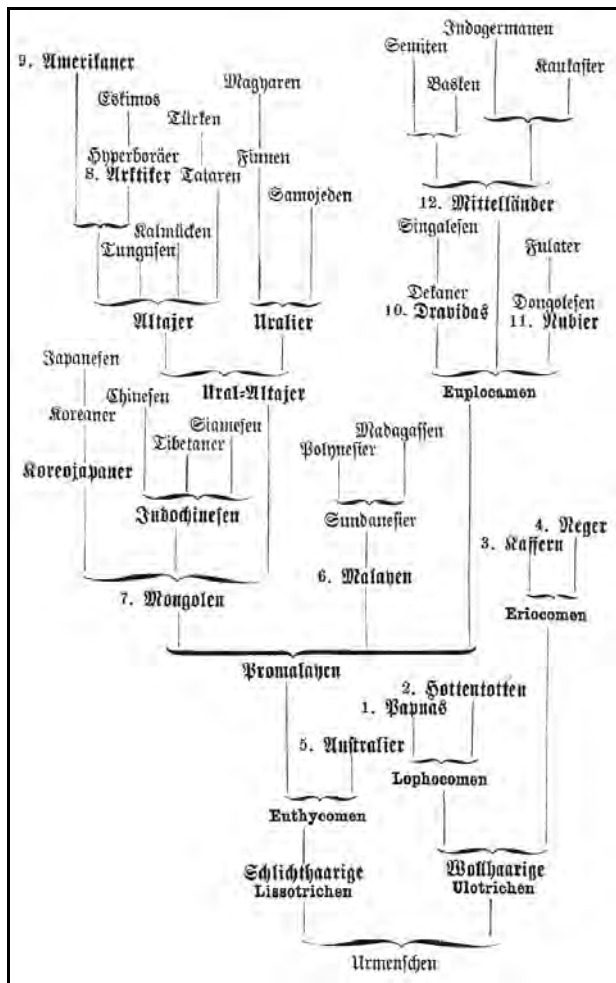 Indogermanen
Semiten
9. Amerikaner
Kaukasier
Magyaren
Basken
Eskimos
Türken
Hyperboräer
Finnen
8. Arktiker Tataren
Samojeden
12. Mittelländer
Singalesen
Kalmücken
Tungusen
Fulater
Dekaner
Dongolesen
10. Dravidas
11. Nubier
Altajer
Uralier
Japanesen
Ural-Altajer
Euplocamen
Chinesen
Koreaner
Siamesen
Tibetaner
Madagassen
Polynesier
Koreojapaner
Indochinesen
Sundanesier
4. Neger
3. Kaffern
6. Malayen
7. Mongolen
Eriocomen
Promalayen
2. Hottentotten
1. Papuas
5. Australier
Lophocomen
Euthycomen
Schlichthaarige
Lissotrichen
Wollhaarige
Ulotrichen
Urmenschen